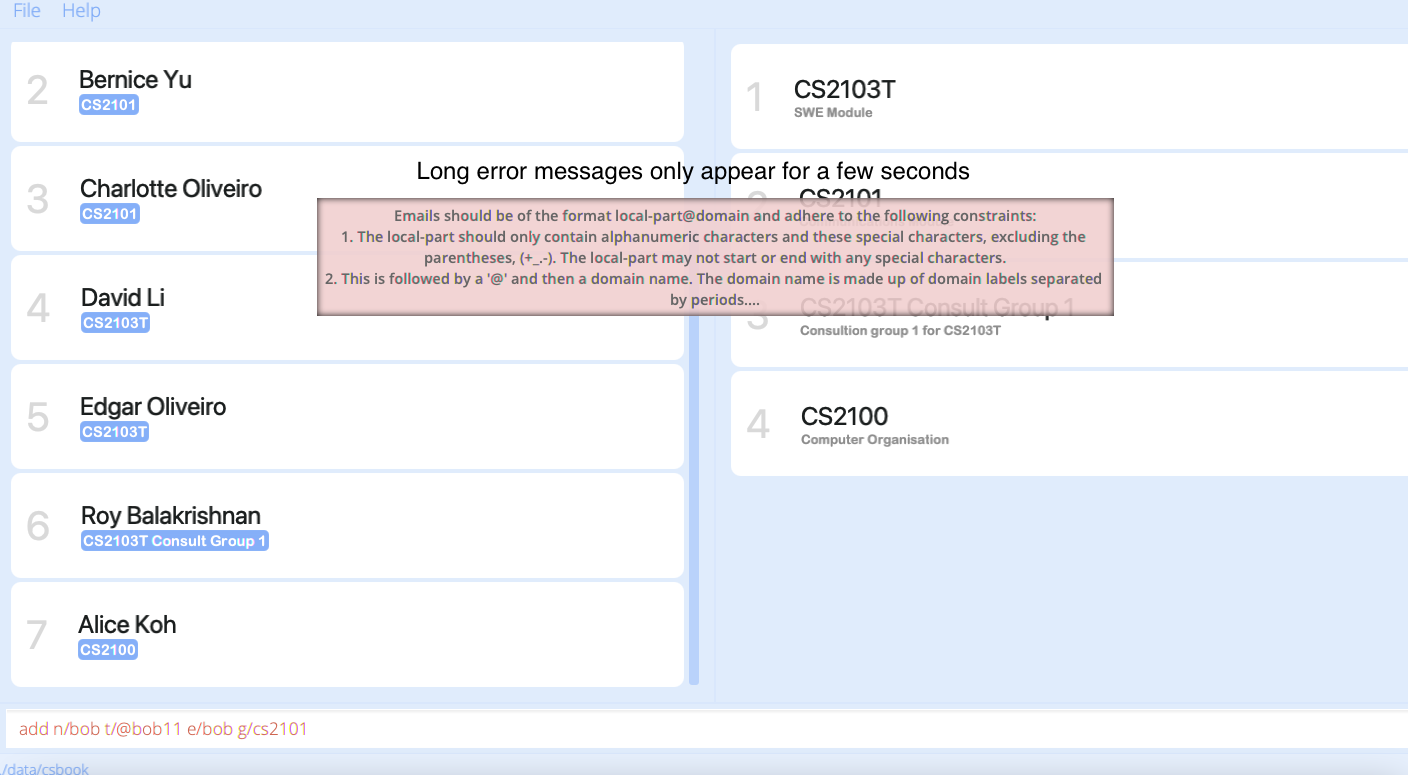 File Help
2 Bernice Yu
CS2101
3 Charlotte Oliveiro
CS2101
4 David Li
CS2103T
5 Edgar Oliveiro
CS2103T
6 Roy Balakrishnan
CS2103T Consult Group 1
7 Alice Koh
CS2100
1 CS2103T
SWE Module
Long error messages only appear for a few seconds
CS2101
Emails should be of the format local-part@domain and adhere to the following constraints:
1. The local-part should only contain alphanumeric characters and these special characters, excluding the
parentheses, (+_.-). The local-part may not start or end with any special characters.
2. This is followed by a '@' and then a domain name. The domain name is made up of domain labels separated
by periods....
3 CS2103T Consult Group 1
Consultion group 1 for CS2103T
4 CS2100
Computer Organisation
add n/bob t/@bob11 e/bob g/cs2101
./data/csbook